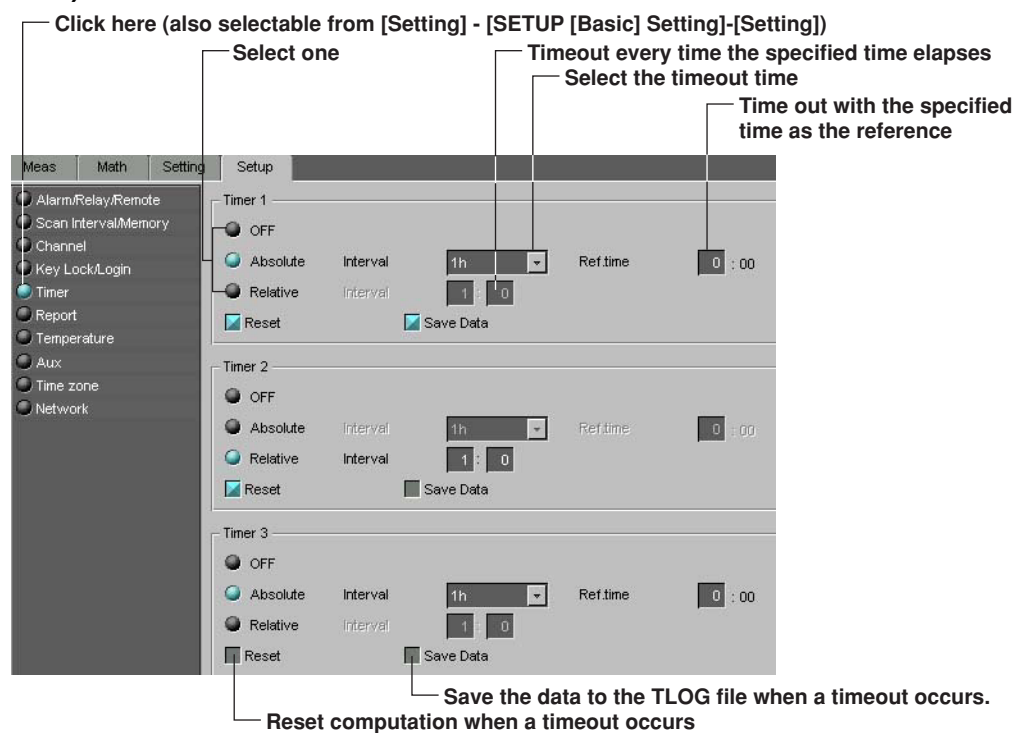 Click here (also selectable from [Setting] - [SETUP [Basic] Setting]-[Setting])
Select one
Timeout every time the specified time elapses
Select the timeout time
Time out with the specified
time as the reference
Meas Math Setting Setup
Alarm/Relay/Remote
Scan Interval/Memory
Channel
Key Lock/Login
Timer
Report
Temperature
Aux
Time zone
Network
Timer 1
OFF
Absolute Interval 1h Ref.time 0 : 00
Relative Interval 1 : 0
Reset Save Data
Timer 2
OFF
Absolute Interval 1h Ref.time 0 : 00
Relative Interval 1 : 0
Reset Save Data
Timer 3
OFF
Absolute Interval 1h Ref.time 0 : 00
Relative Interval 1 : 0
Reset Save Data
Save the data to the TLOG file when a timeout occurs.
Reset computation when a timeout occurs